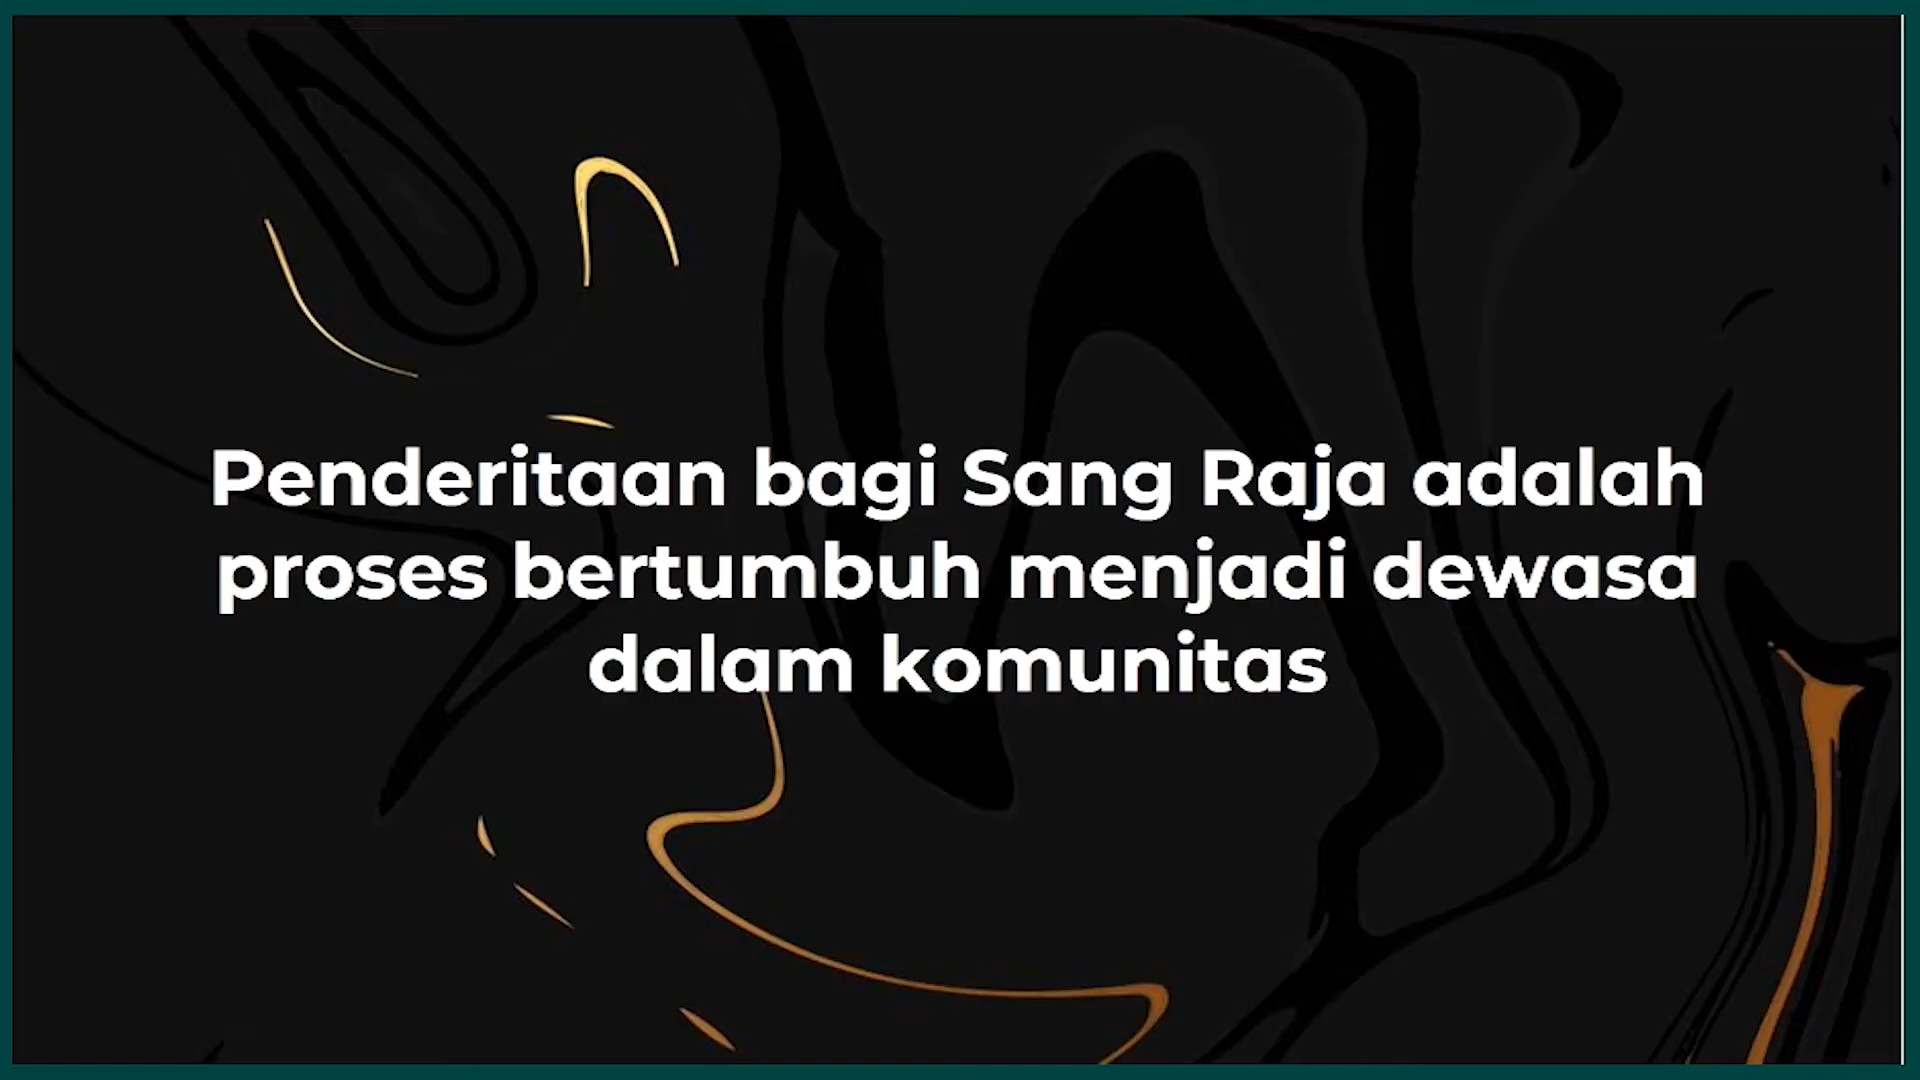 Penderitaan bagi Sang Raja adalah
proses bertumbuh menjadi dewasa
dalam komunitas